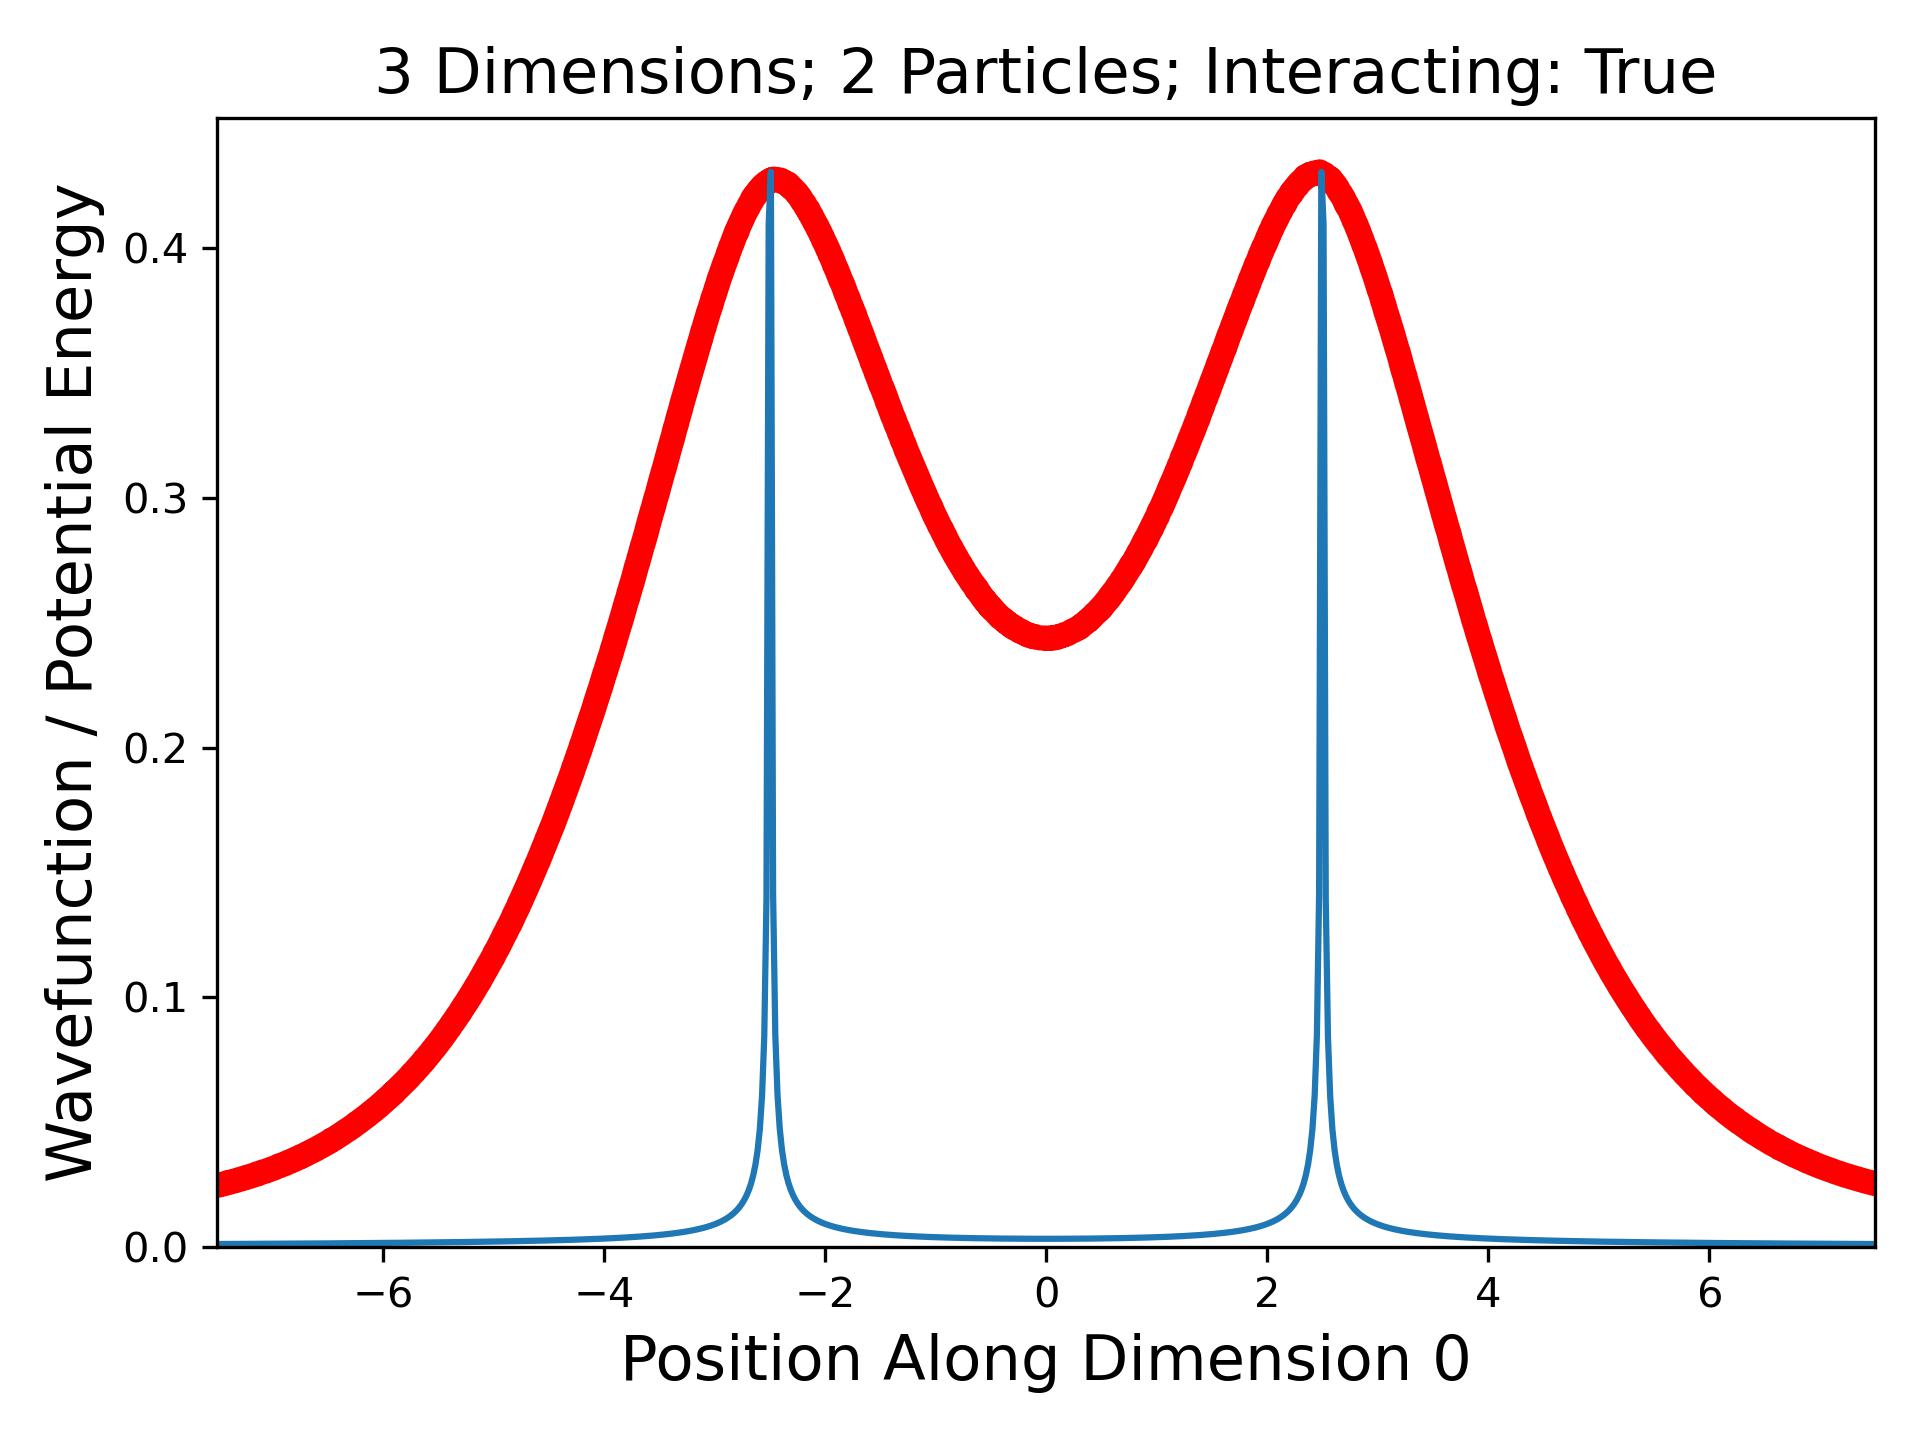 3 Dimensions; 2 Particles; Interacting: True
Wavefunction / Potential Energy
0.4
0.3
0.2
0.1
0.0
−6 −4 −2 0 2 4 6
Position Along Dimension 0